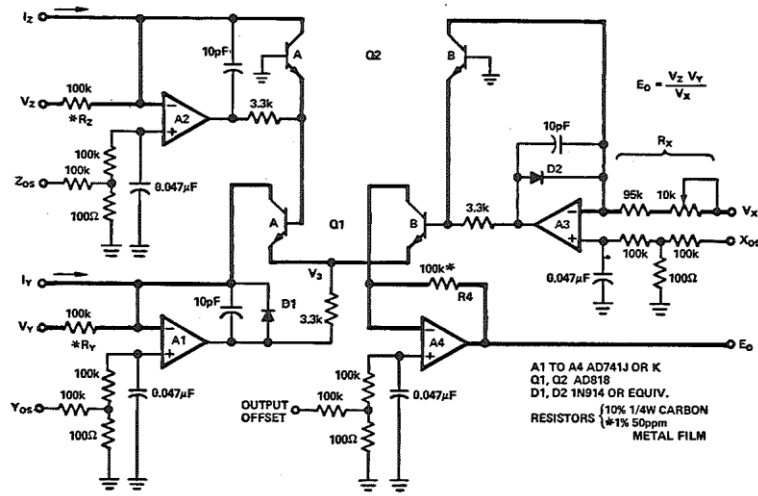 I_Z
10pF
A
Q2
B
E_O = V_Z V_Y / V_X
V_Z
100k
*R_Z
−
+
A2
3.3k
10pF
R_X
D2
100k
Z_OS
100k
100Ω
0.047µF
3.3k
A3
−
+
95k
10k
V_X
X_OS
A
Q1
B
100k
100k
100Ω
0.047µF
I_Y
V_3
100k*
R4
V_Y
100k
*R_Y
10pF
D1
3.3k
−
+
A1
−
+
A4
E_O
100k
Y_OS
100k
100Ω
0.047µF
OUTPUT
OFFSET
100k
100k
100Ω
0.047µF
A1 TO A4 AD741J OR K
Q1, Q2 AD818
D1, D2 1N914 OR EQUIV.
RESISTORS { 10% 1/4W CARBON
*1% 50ppm
METAL FILM